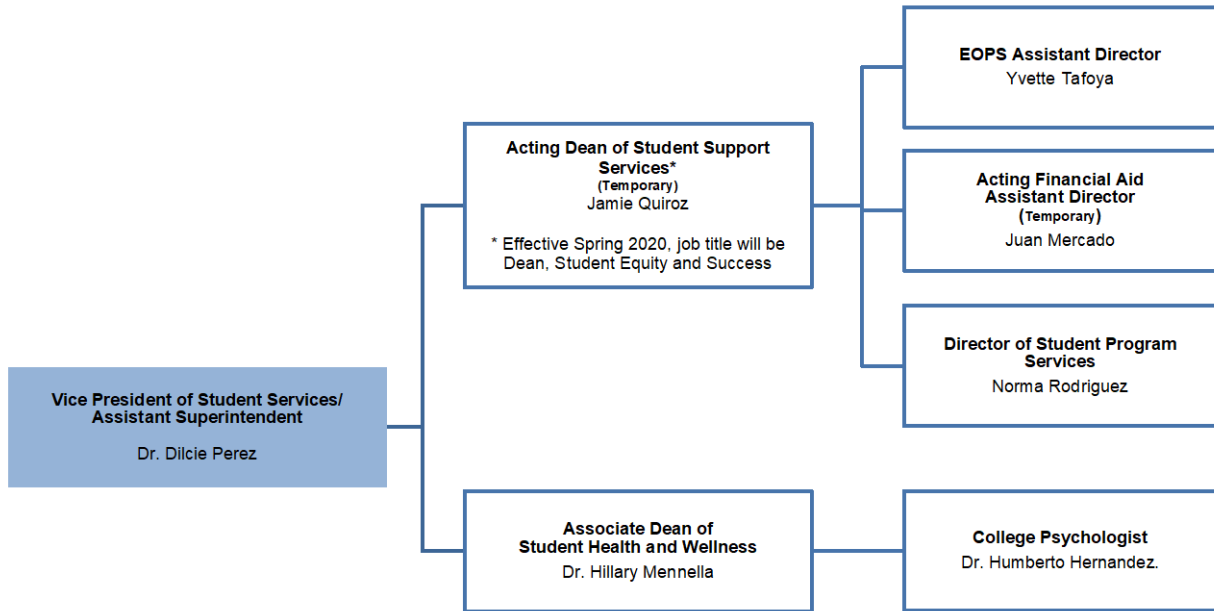 EOPS Assistant Director
Yvette Tafoya
Acting Dean of Student Support
Services*
(Temporary)
Jamie Quiroz
* Effective Spring 2020, job title will be
Dean, Student Equity and Success
Acting Financial Aid
Assistant Director
(Temporary)
Juan Mercado
Director of Student Program
Services
Norma Rodriguez
Vice President of Student Services/
Assistant Superintendent
Dr. Dilcie Perez
Associate Dean of
Student Health and Wellness
Dr. Hillary Mennella
College Psychologist
Dr. Humberto Hernandez.